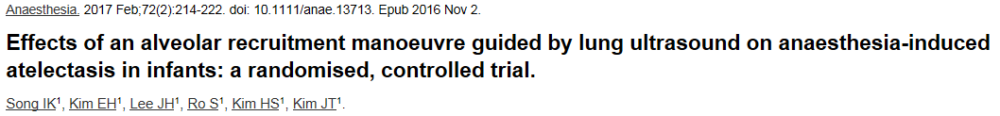 Anaesthesia. 2017 Feb;72(2):214-222. doi: 10.1111/anae.13713. Epub 2016 Nov 2.
Effects of an alveolar recruitment manoeuvre guided by lung ultrasound on anaesthesia-induced
atelectasis in infants: a randomised, controlled trial.
Song IK¹, Kim EH¹, Lee JH¹, Ro S¹, Kim HS¹, Kim JT¹.